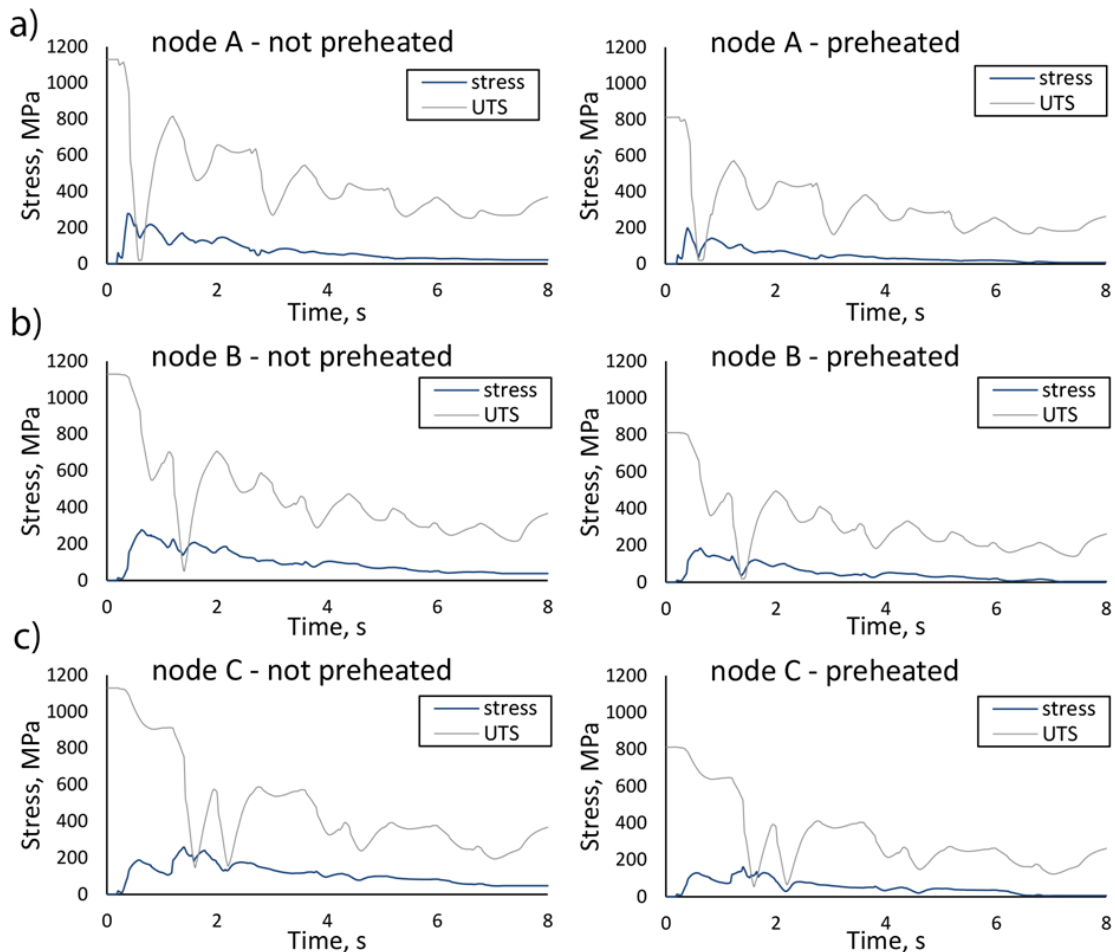 a)
node A - not preheated
Stress, MPa
1200
1000
800
600
400
200
0
stress
UTS
0 2 4 6 8
Time, s
node A - preheated
Stress, MPa
1200
1000
800
600
400
200
0
stress
UTS
0 2 4 6 8
Time, s
b)
node B - not preheated
Stress, MPa
1200
1000
800
600
400
200
0
stress
UTS
0 2 4 6 8
Time, s
node B - preheated
Stress, MPa
1200
1000
800
600
400
200
0
stress
UTS
0 2 4 6 8
Time, s
c)
node C - not preheated
Stress, MPa
1200
1000
800
600
400
200
0
stress
UTS
0 2 4 6 8
Time, s
node C - preheated
Stress, MPa
1200
1000
800
600
400
200
0
stress
UTS
0 2 4 6 8
Time, s